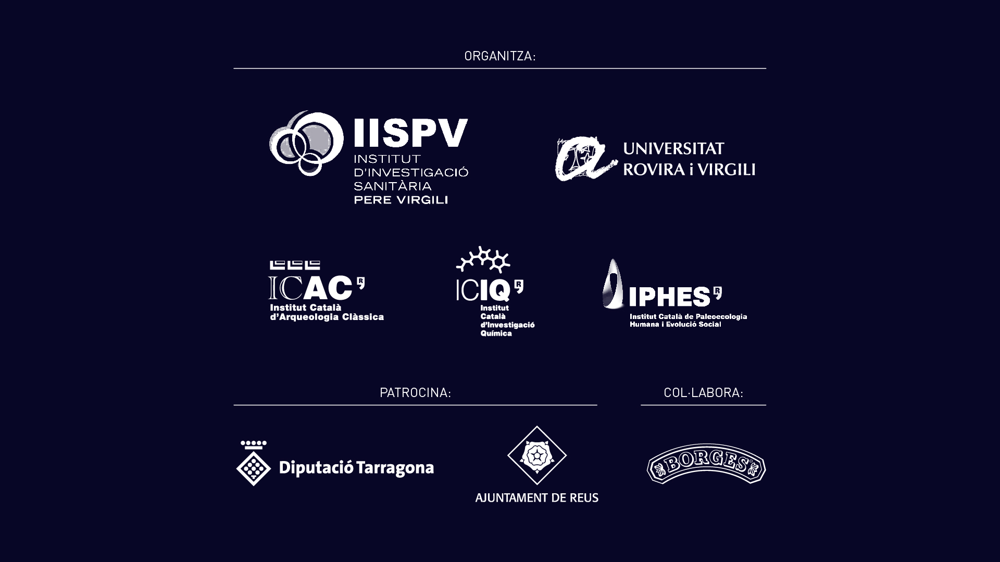 ORGANITZA:
IISPV
INSTITUT
D'INVESTIGACIÓ
SANITÀRIA
PERE VIRGILI
UNIVERSITAT
ROVIRA i VIRGILI
ICAC R
Institut Català
d'Arqueologia Clàssica
ICIQ R
Institut
Català
d'Investigació
Química
IPHES R
Institut Català de Paleoecologia
Humana i Evolució Social
PATROCINA:
Diputació Tarragona
AJUNTAMENT DE REUS
COL·LABORA:
BORGES®